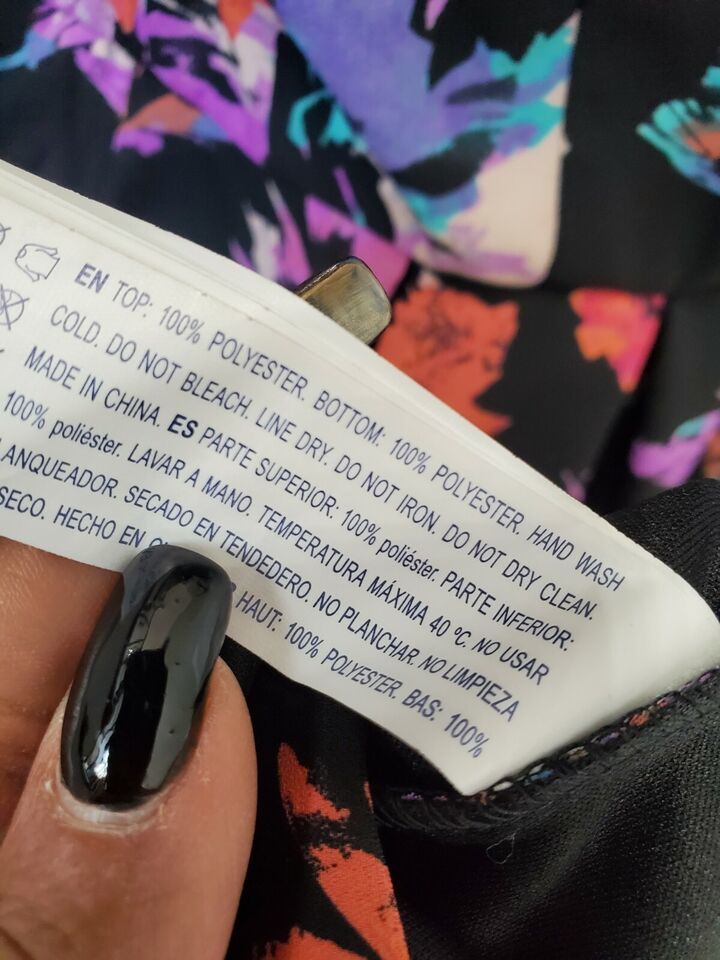 EN TOP: 100% POLYESTER. BOTTOM: 100% POLYESTER. HAND WASH
COLD. DO NOT BLEACH. LINE DRY. DO NOT IRON. DO NOT DRY CLEAN.
MADE IN CHINA. ES PARTE SUPERIOR: 100% poliéster. PARTE INFERIOR:
100% poliéster. LAVAR A MANO. TEMPERATURA MÁXIMA 40 ºC. NO USAR
LANQUEADOR. SECADO EN TENDEDERO. NO PLANCHAR. NO LIMPIEZA
SECO. HECHO EN
HAUT: 100% POLYESTER. BAS: 100%